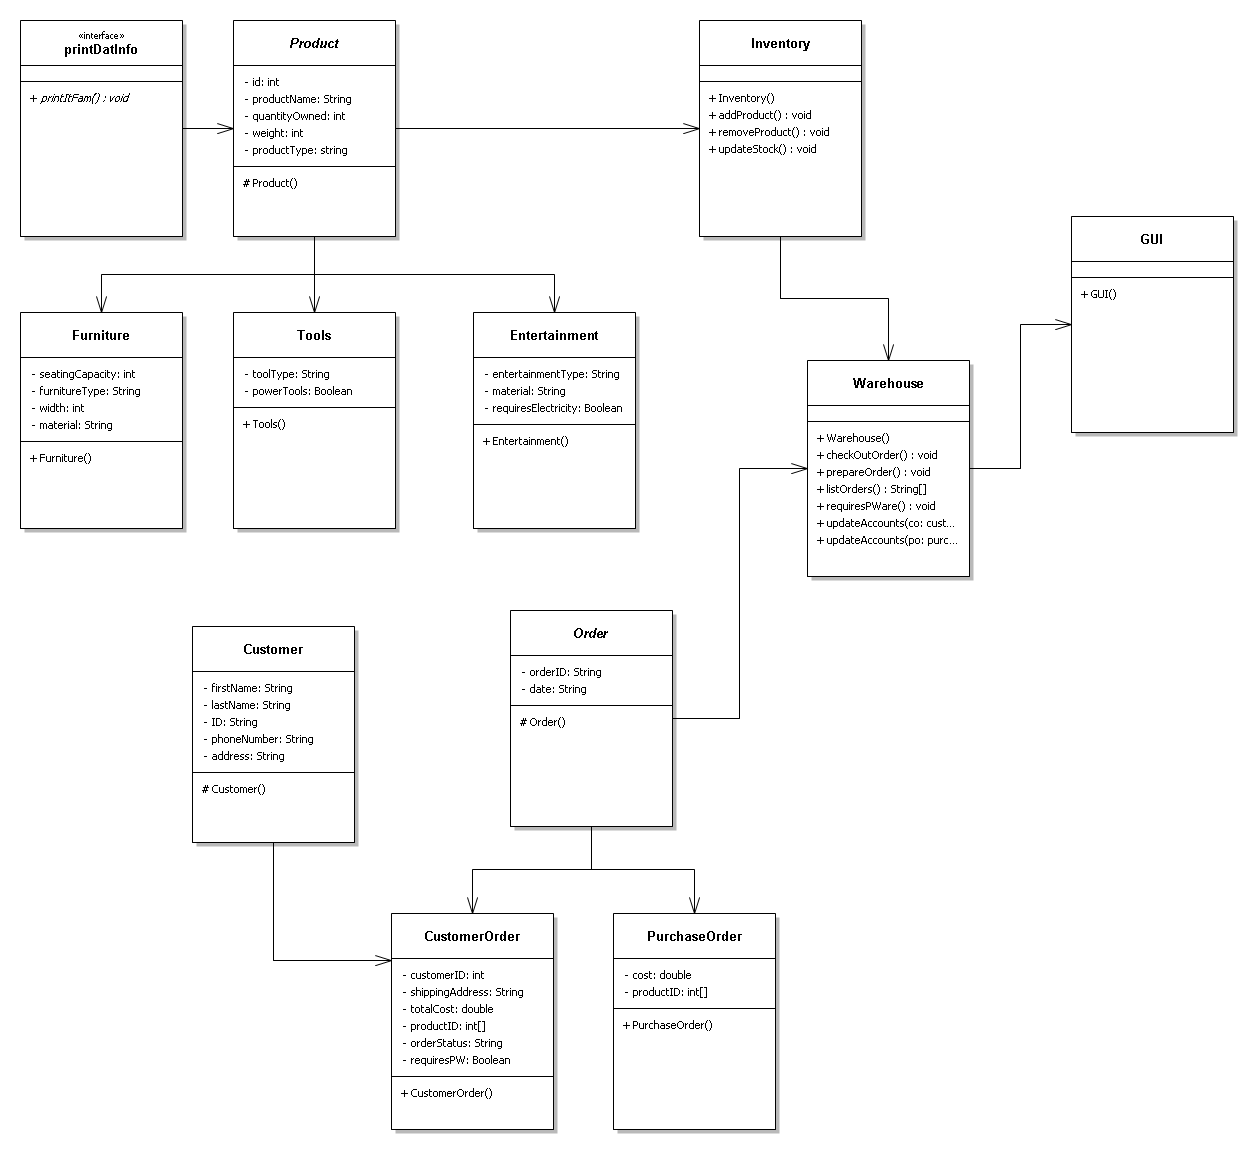 «interface»
printDatInfo
+ printItFam() : void
Product
- id: int
- productName: String
- quantityOwned: int
- weight: int
- productType: string
# Product()
Inventory
+ Inventory()
+ addProduct() : void
+ removeProduct() : void
+ updateStock() : void
GUI
+ GUI()
Furniture
- seatingCapacity: int
- furnitureType: String
- width: int
- material: String
+ Furniture()
Tools
- toolType: String
- powerTools: Boolean
+ Tools()
Entertainment
- entertainmentType: String
- material: String
- requiresElectricity: Boolean
+ Entertainment()
Warehouse
+ Warehouse()
+ checkOutOrder() : void
+ prepareOrder() : void
+ listOrders() : String[]
+ requiresPWare() : void
+ updateAccounts(co: cust...
+ updateAccounts(po: purc...
Customer
- firstName: String
- lastName: String
- ID: String
- phoneNumber: String
- address: String
# Customer()
Order
- orderID: String
- date: String
# Order()
CustomerOrder
- customerID: int
- shippingAddress: String
- totalCost: double
- productID: int[]
- orderStatus: String
- requiresPW: Boolean
+ CustomerOrder()
PurchaseOrder
- cost: double
- productID: int[]
+ PurchaseOrder()